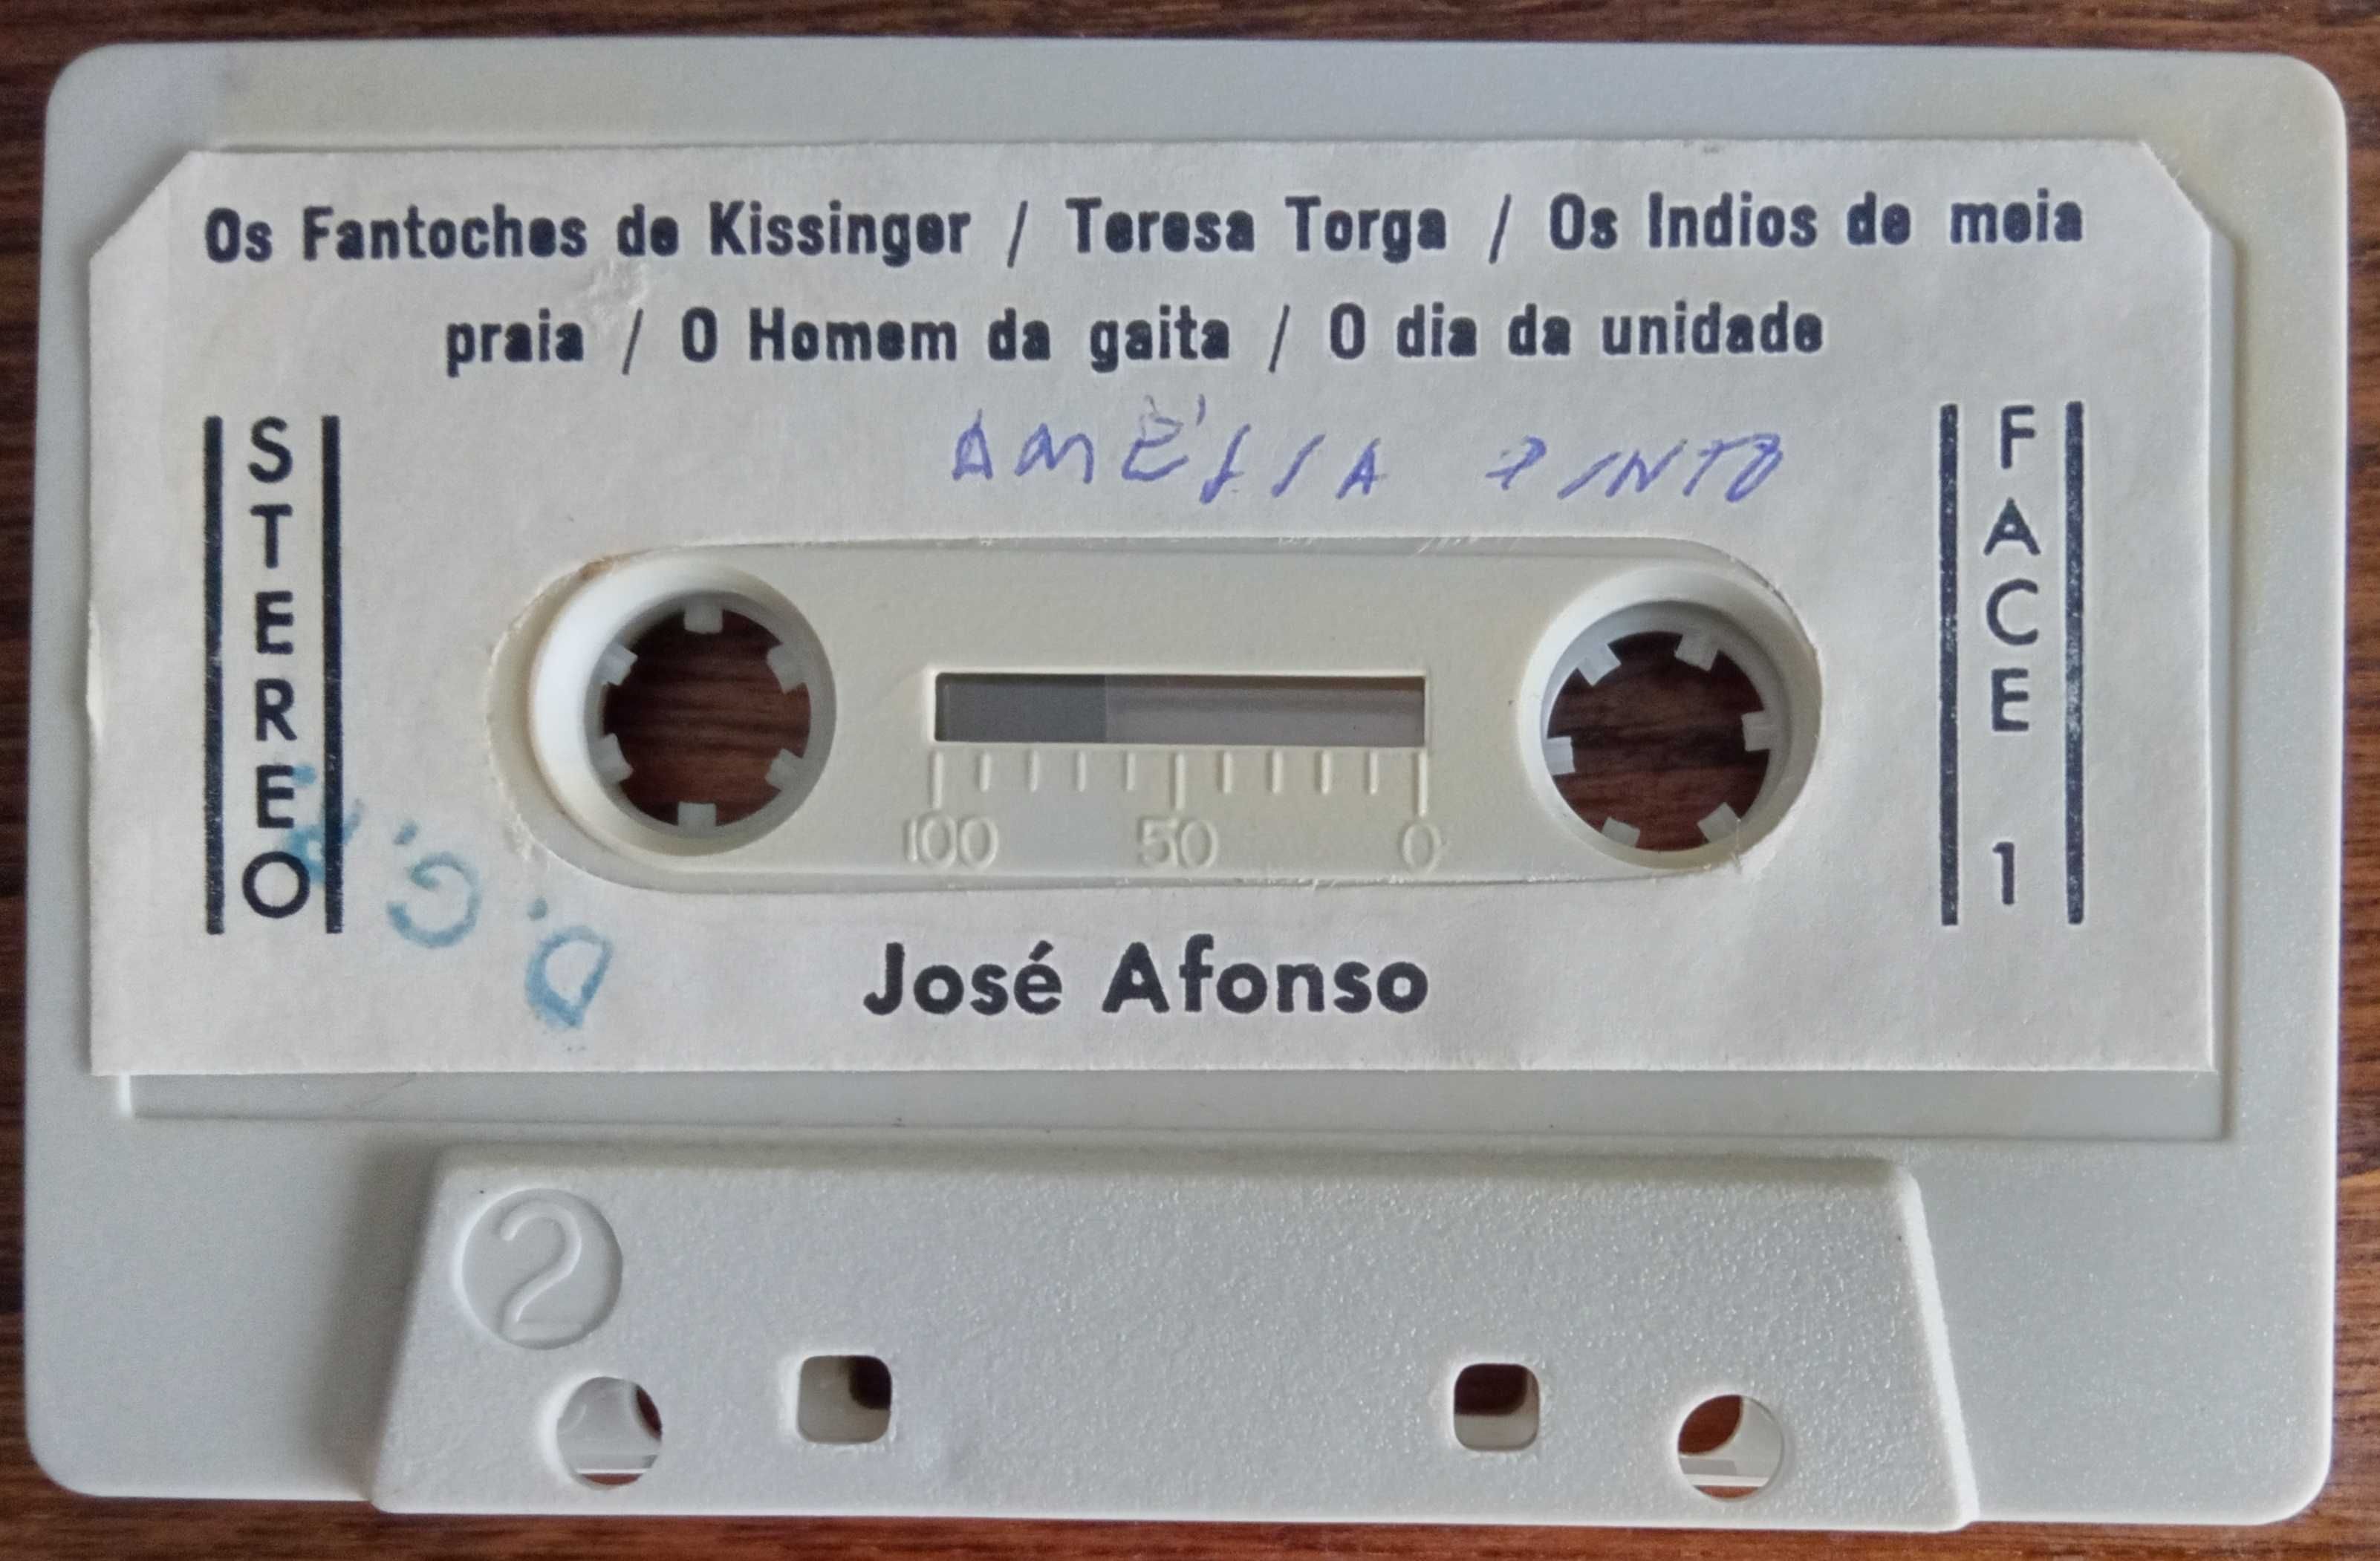 Os Fantoches de Kissinger / Teresa Torga / Os Indios de meia
praia / O Homem da gaita / O dia da unidade
AMÉLIA PINTO
STEREO
FACE 1
100 50 0
D. G.
José Afonso
2